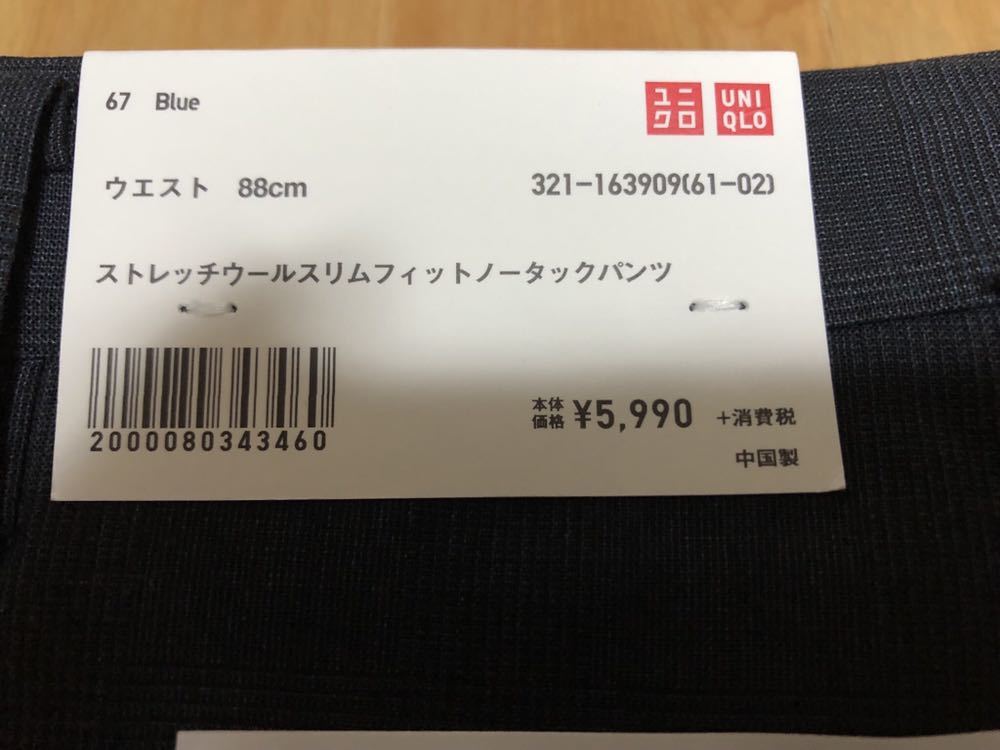 67 Blue
ユニクロ
UNIQLO
ウエスト 88cm
321-163909(61-02)
ストレッチウールスリムフィットノータックパンツ
2000080343460
本体価格 ¥5,990 +消費税
中国製